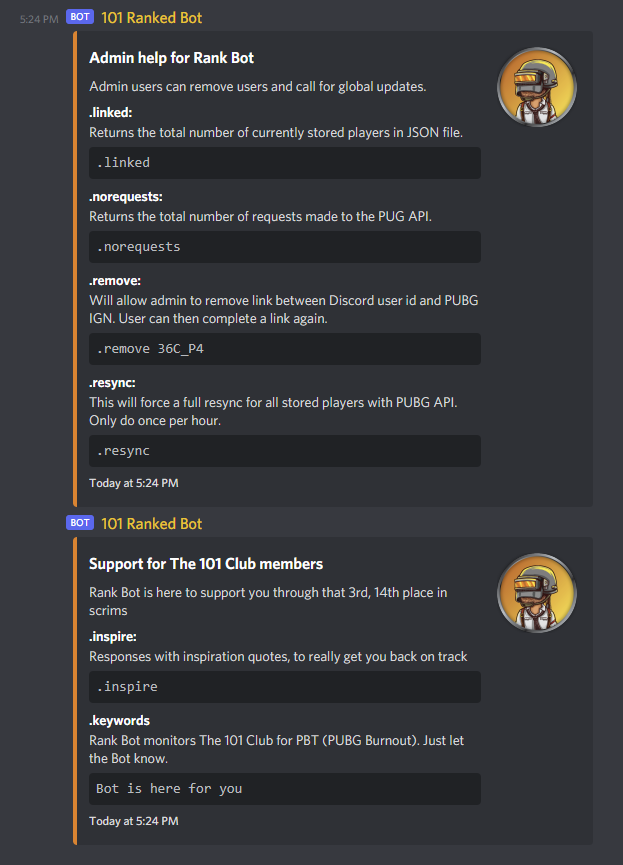 5:24 PM BOT 101 Ranked Bot
Admin help for Rank Bot
Admin users can remove users and call for global updates.
.linked:
Returns the total number of currently stored players in JSON file.
.linked
.norequests:
Returns the total number of requests made to the PUG API.
.norequests
.remove:
Will allow admin to remove link between Discord user id and PUBG
IGN. User can then complete a link again.
.remove 36C_P4
.resync:
This will force a full resync for all stored players with PUBG API.
Only do once per hour.
.resync
Today at 5:24 PM
BOT 101 Ranked Bot
Support for The 101 Club members
Rank Bot is here to support you through that 3rd, 14th place in
scrims
.inspire:
Responses with inspiration quotes, to really get you back on track
.inspire
.keywords
Rank Bot monitors The 101 Club for PBT (PUBG Burnout). Just let
the Bot know.
Bot is here for you
Today at 5:24 PM